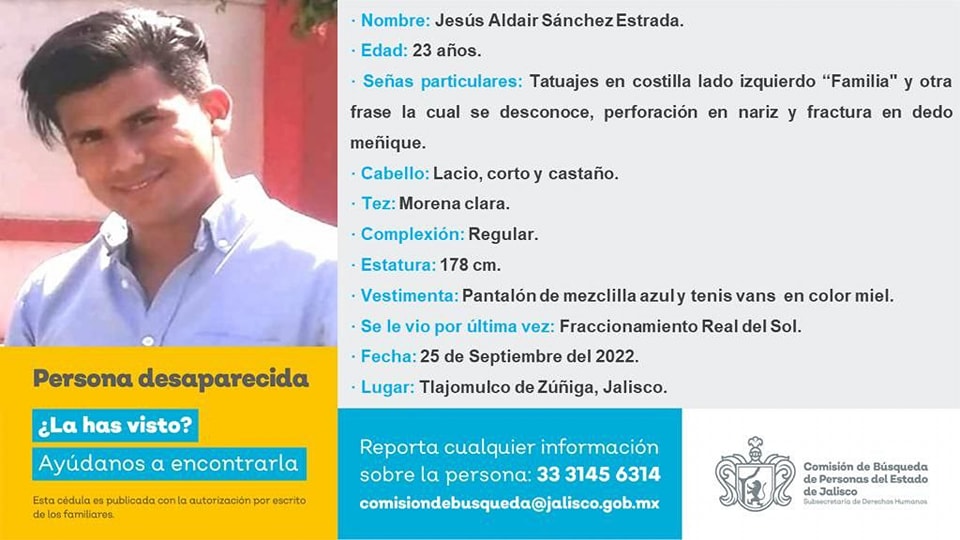 · Nombre: Jesús Aldair Sánchez Estrada.
· Edad: 23 años.
· Señas particulares: Tatuajes en costilla lado izquierdo “Familia" y otra
frase la cual se desconoce, perforación en nariz y fractura en dedo
meñique.
· Cabello: Lacio, corto y castaño.
· Tez: Morena clara.
· Complexión: Regular.
· Estatura: 178 cm.
· Vestimenta: Pantalón de mezclilla azul y tenis vans en color miel.
· Se le vio por última vez: Fraccionamiento Real del Sol.
· Fecha: 25 de Septiembre del 2022.
· Lugar: Tlajomulco de Zúñiga, Jalisco.
Persona desaparecida
¿La has visto?
Ayúdanos a encontrarla
Esta cédula es publicada con la autorización por escrito
de los familiares.
Reporta cualquier información
sobre la persona: 33 3145 6314
comisiondebusqueda@jalisco.gob.mx
Comisión de Búsqueda
de Personas del Estado
de Jalisco
Subsecretaría de Derechos Humanos